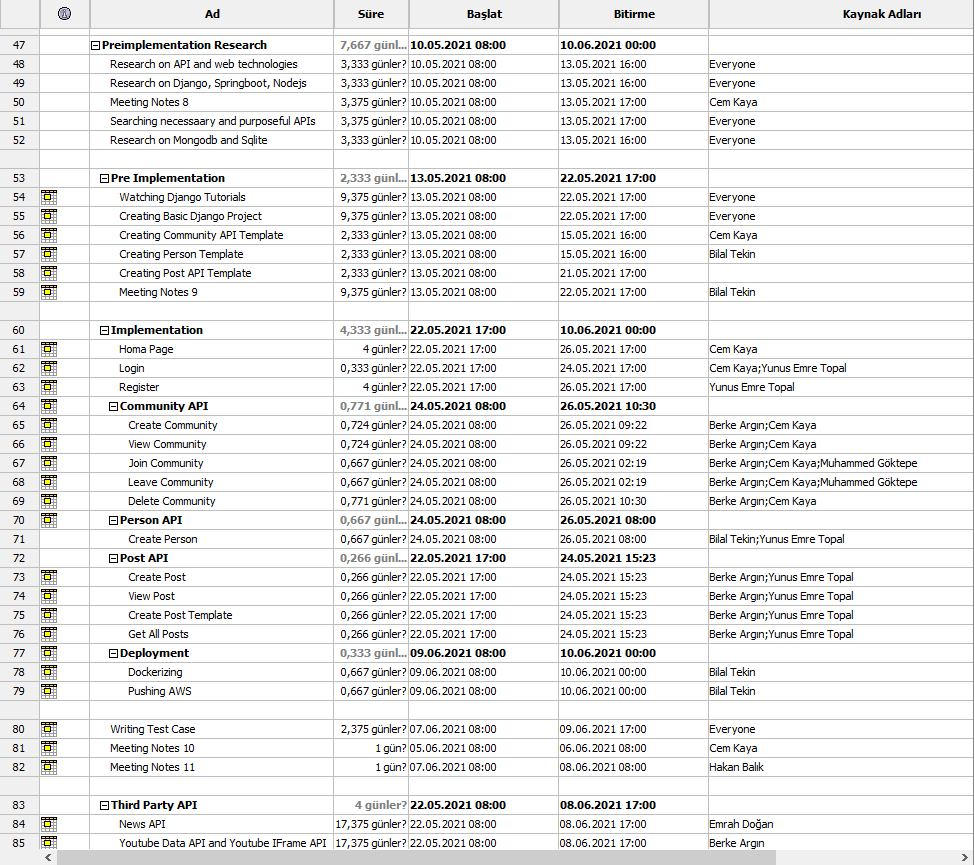 Ad Süre Başlat Bitirme Kaynak Adları
47 Preimplementation Research 7,667 günl... 10.05.2021 08:00 10.06.2021 00:00
48 Research on API and web technologies 3,333 günler? 10.05.2021 08:00 13.05.2021 16:00 Everyone
49 Research on Django, Springboot, Nodejs 3,333 günler? 10.05.2021 08:00 13.05.2021 16:00 Everyone
50 Meeting Notes 8 3,375 günler? 10.05.2021 08:00 13.05.2021 17:00 Cem Kaya
51 Searching necessaary and purposeful APIs 3,375 günler? 10.05.2021 08:00 13.05.2021 17:00 Everyone
52 Research on Mongodb and Sqlite 3,333 günler? 10.05.2021 08:00 13.05.2021 16:00 Everyone
53 Pre Implementation 2,333 günl... 13.05.2021 08:00 22.05.2021 17:00
54 Watching Django Tutorials 9,375 günler? 13.05.2021 08:00 22.05.2021 17:00 Everyone
55 Creating Basic Django Project 9,375 günler? 13.05.2021 08:00 22.05.2021 17:00 Everyone
56 Creating Community API Template 2,333 günler? 13.05.2021 08:00 15.05.2021 16:00 Cem Kaya
57 Creating Person Template 2,333 günler? 13.05.2021 08:00 15.05.2021 16:00 Bilal Tekin
58 Creating Post API Template 2,333 günler? 13.05.2021 08:00 21.05.2021 17:00
59 Meeting Notes 9 9,375 günler? 13.05.2021 08:00 22.05.2021 17:00 Bilal Tekin
60 Implementation 4,333 günl... 22.05.2021 17:00 10.06.2021 00:00
61 Homa Page 4 günler? 22.05.2021 17:00 26.05.2021 17:00 Cem Kaya
62 Login 0,333 günler? 22.05.2021 17:00 24.05.2021 17:00 Cem Kaya;Yunus Emre Topal
63 Register 4 günler? 22.05.2021 17:00 26.05.2021 17:00 Yunus Emre Topal
64 Community API 0,771 günl... 24.05.2021 08:00 26.05.2021 10:30
65 Create Community 0,724 günler? 24.05.2021 08:00 26.05.2021 09:22 Berke Argın;Cem Kaya
66 View Community 0,724 günler? 24.05.2021 08:00 26.05.2021 09:22 Berke Argın;Cem Kaya
67 Join Community 0,667 günler? 24.05.2021 08:00 26.05.2021 02:19 Berke Argın;Cem Kaya;Muhammed Göktepe
68 Leave Community 0,667 günler? 24.05.2021 08:00 26.05.2021 02:19 Berke Argın;Cem Kaya;Muhammed Göktepe
69 Delete Community 0,771 günler? 24.05.2021 08:00 26.05.2021 10:30 Berke Argın;Cem Kaya
70 Person API 0,667 günl... 24.05.2021 08:00 26.05.2021 08:00
71 Create Person 0,667 günler? 24.05.2021 08:00 26.05.2021 08:00 Bilal Tekin;Yunus Emre Topal
72 Post API 0,266 günl... 22.05.2021 17:00 24.05.2021 15:23
73 Create Post 0,266 günler? 22.05.2021 17:00 24.05.2021 15:23 Berke Argın;Yunus Emre Topal
74 View Post 0,266 günler? 22.05.2021 17:00 24.05.2021 15:23 Berke Argın;Yunus Emre Topal
75 Create Post Template 0,266 günler? 22.05.2021 17:00 24.05.2021 15:23 Berke Argın;Yunus Emre Topal
76 Get All Posts 0,266 günler? 22.05.2021 17:00 24.05.2021 15:23 Berke Argın;Yunus Emre Topal
77 Deployment 0,333 günl... 09.06.2021 08:00 10.06.2021 00:00
78 Dockerizing 0,667 günler? 09.06.2021 08:00 10.06.2021 00:00 Bilal Tekin
79 Pushing AWS 0,667 günler? 09.06.2021 08:00 10.06.2021 00:00 Bilal Tekin
80 Writing Test Case 2,375 günler? 07.06.2021 08:00 09.06.2021 17:00 Everyone
81 Meeting Notes 10 1 gün? 05.06.2021 08:00 06.06.2021 08:00 Cem Kaya
82 Meeting Notes 11 1 gün? 07.06.2021 08:00 08.06.2021 08:00 Hakan Balık
83 Third Party API 4 günler? 22.05.2021 08:00 08.06.2021 17:00
84 News API 17,375 günler? 22.05.2021 08:00 08.06.2021 17:00 Emrah Doğan
85 Youtube Data API and Youtube IFrame API 17,375 günler? 22.05.2021 08:00 08.06.2021 17:00 Berke Argın